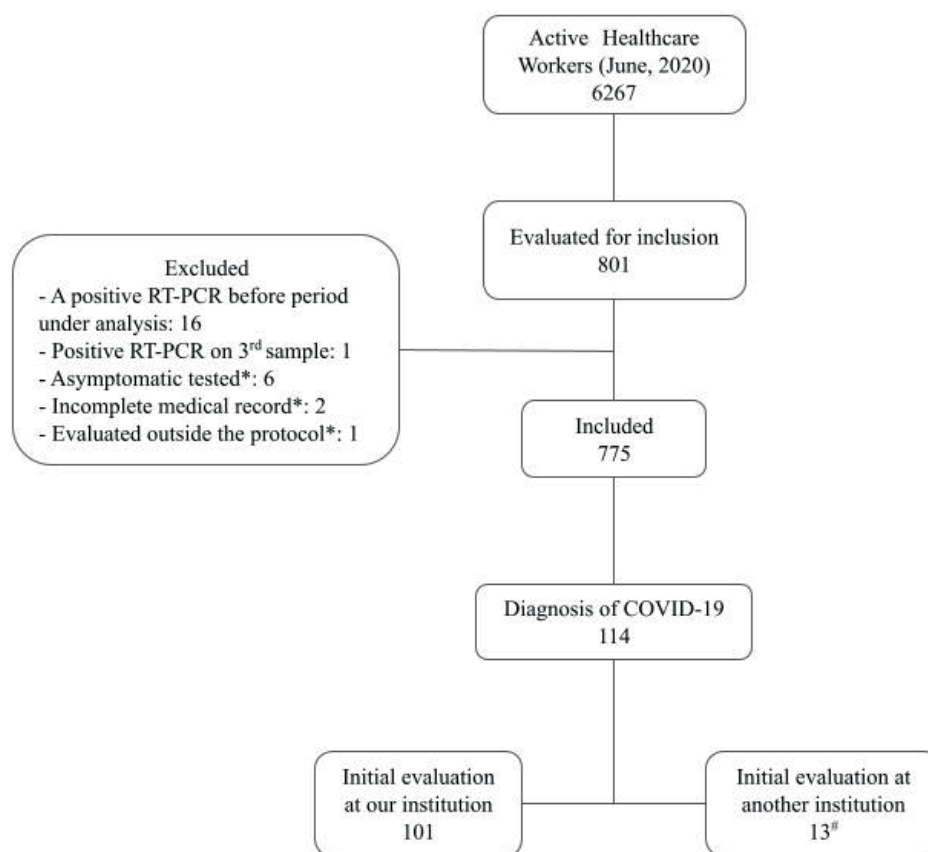 Active Healthcare
Workers (June, 2020)
6267
Evaluated for inclusion
801
Excluded
- A positive RT-PCR before period
under analysis: 16
- Positive RT-PCR on 3rd sample: 1
- Asymptomatic tested*: 6
- Incomplete medical record*: 2
- Evaluated outside the protocol*: 1
Included
775
Diagnosis of COVID-19
114
Initial evaluation
at our institution
101
Initial evaluation at
another institution
13#